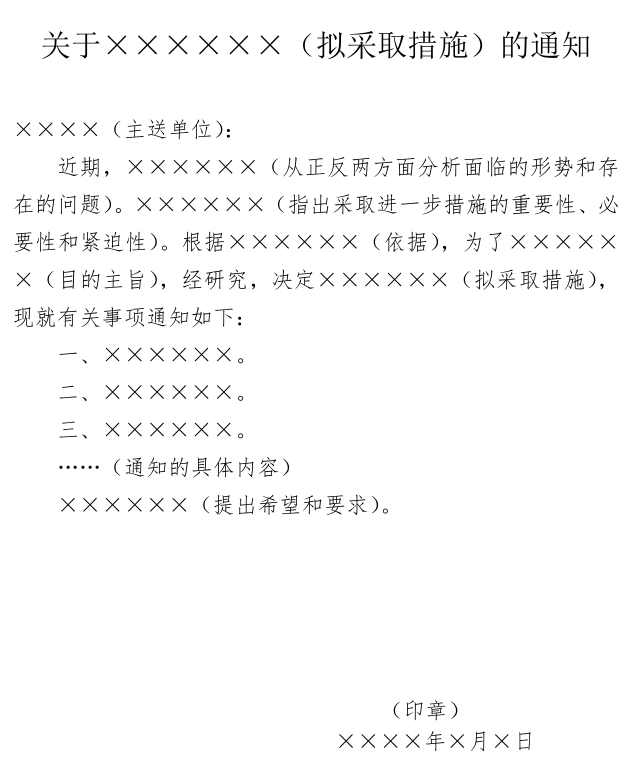 关于××××××（拟采取措施）的通知
××××（主送单位）：
近期，××××××（从正反两方面分析面临的形势和存
在的问题）。××××××（指出采取进一步措施的重要性、必
要性和紧迫性）。根据××××××（依据），为了×××××
×（目的主旨），经研究，决定××××××（拟采取措施），
现就有关事项通知如下：
一、××××××。
二、××××××。
三、××××××。
……（通知的具体内容）
××××××（提出希望和要求）。
（印章）
××××年×月×日